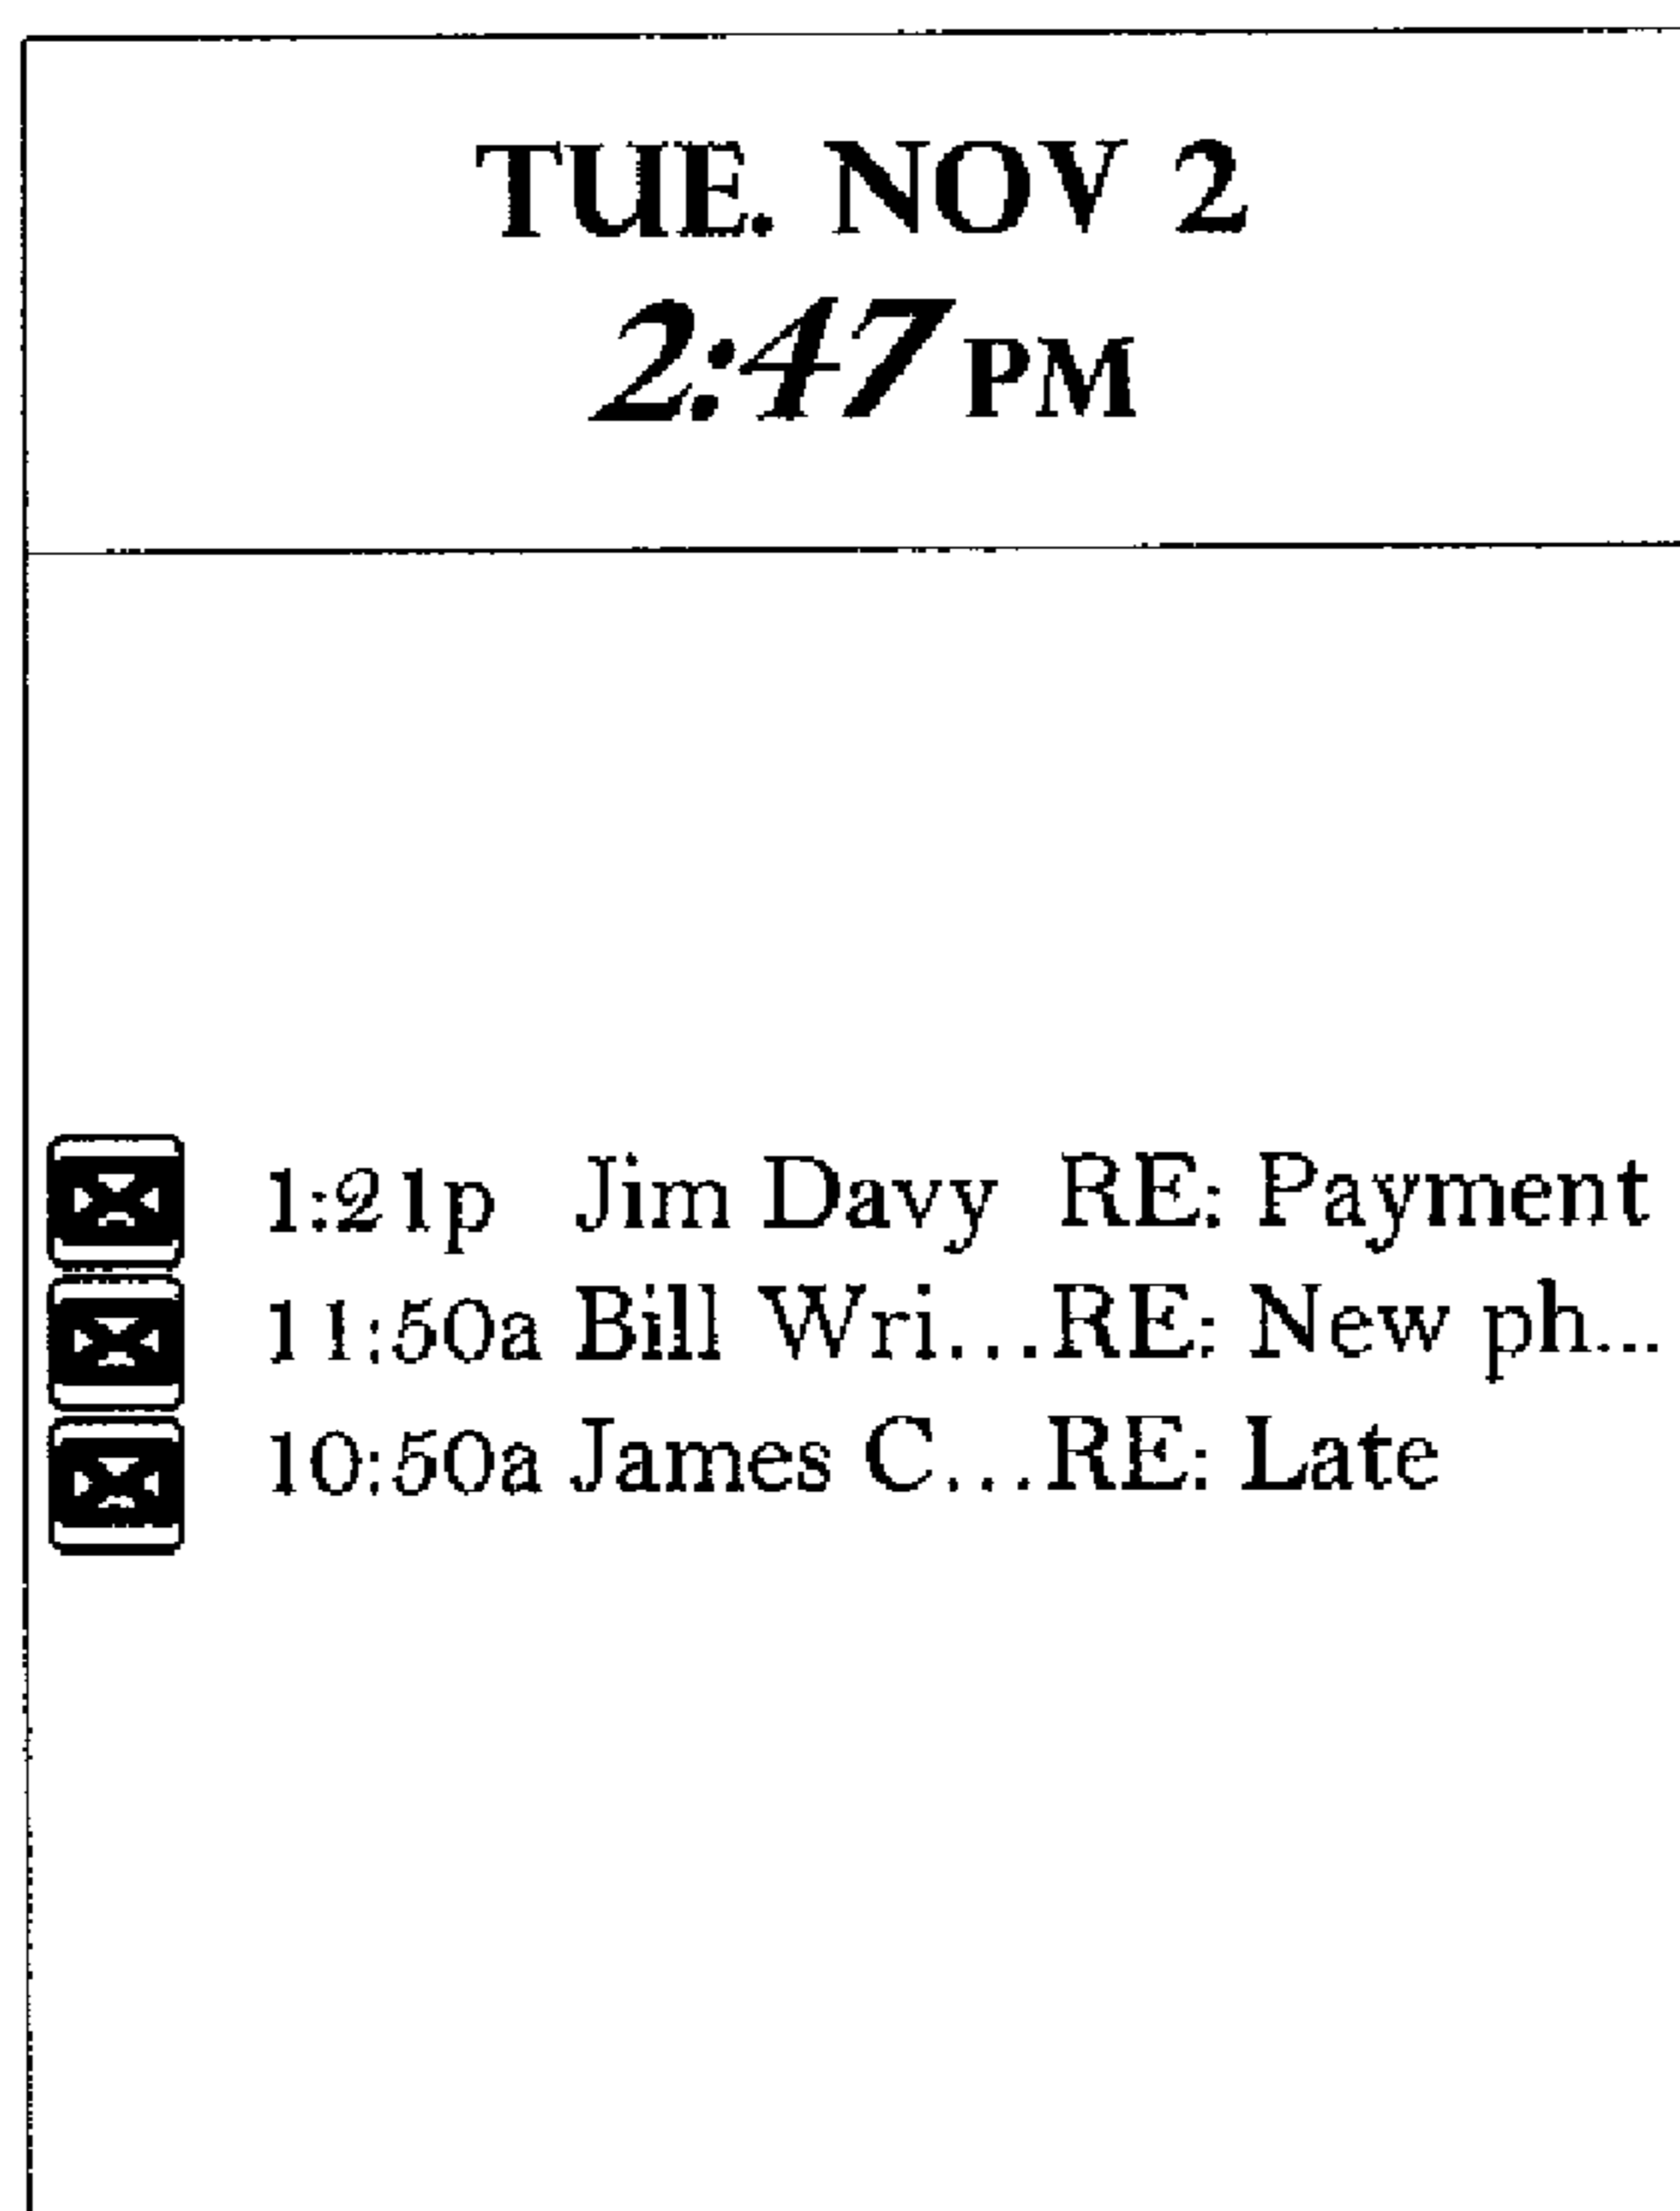 TUE. NOV 2
2:47 PM
1:21p Jim Davy RE: Payment
11:50a Bill Wri...RE: New ph...
10:50a James C...RE: Late